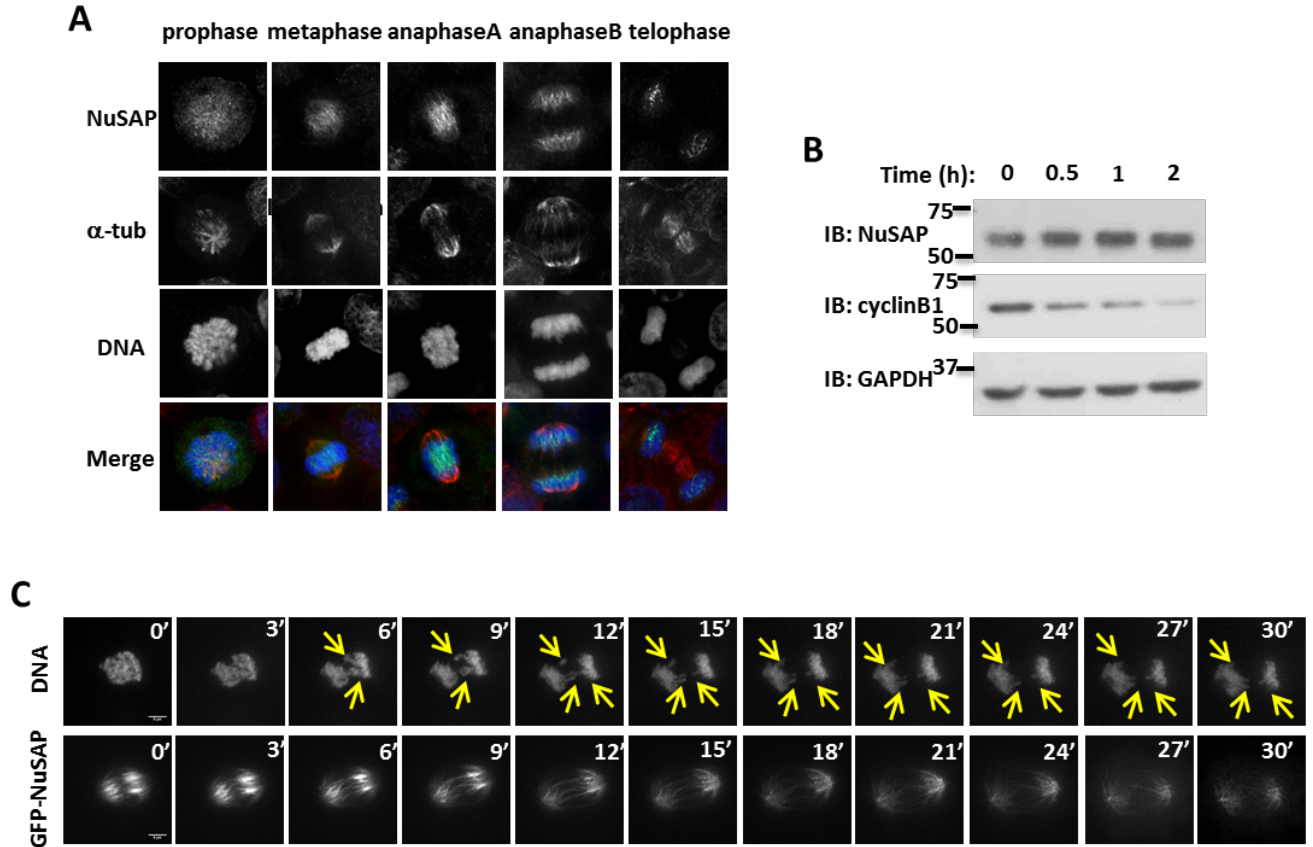 A
prophase metaphase anaphaseA anaphaseB telophase
NuSAP
α-tub
DNA
Merge
B
Time (h): 0 0.5 1 2
75
IB: NuSAP
50
75
IB: cyclinB1
50
37
IB: GAPDH
C
DNA
0’ 3’ 6’ 9’ 12’ 15’ 18’ 21’ 24’ 27’ 30’
GFP-NuSAP
0’ 3’ 6’ 9’ 12’ 15’ 18’ 21’ 24’ 27’ 30’